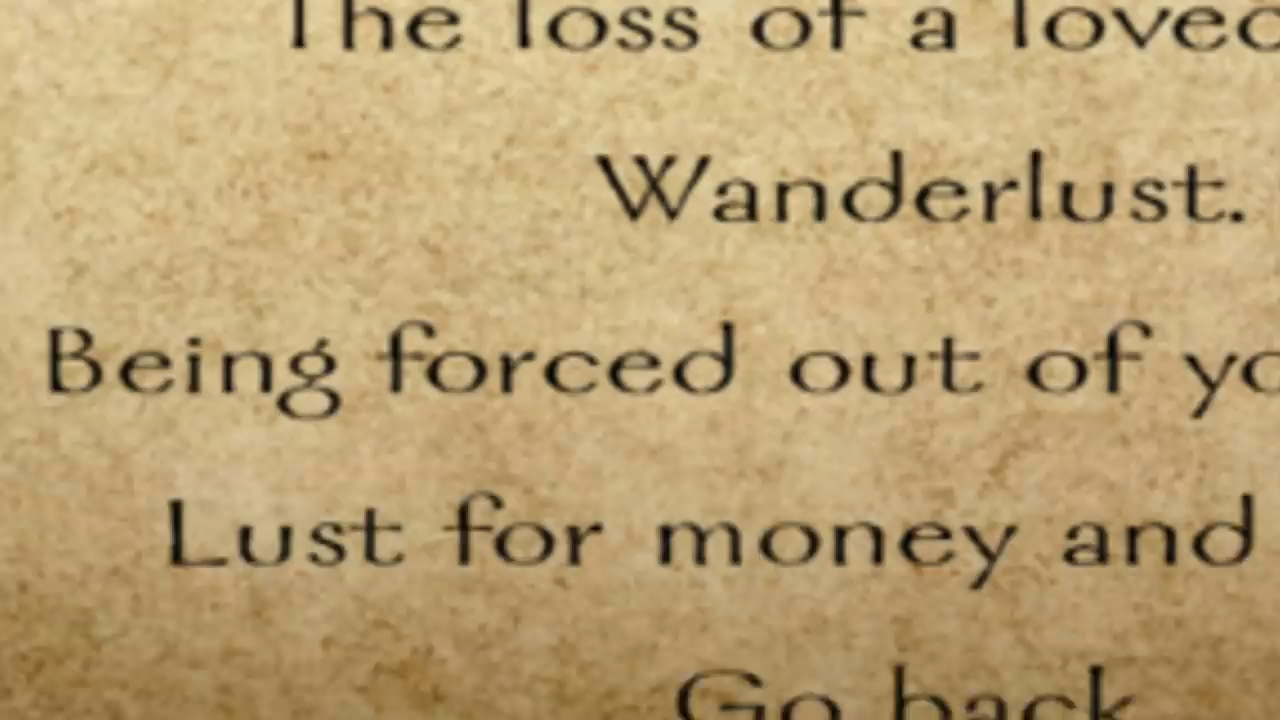 The loss of a loved
Wanderlust.
Being forced out of yo
Lust for money and
Go back